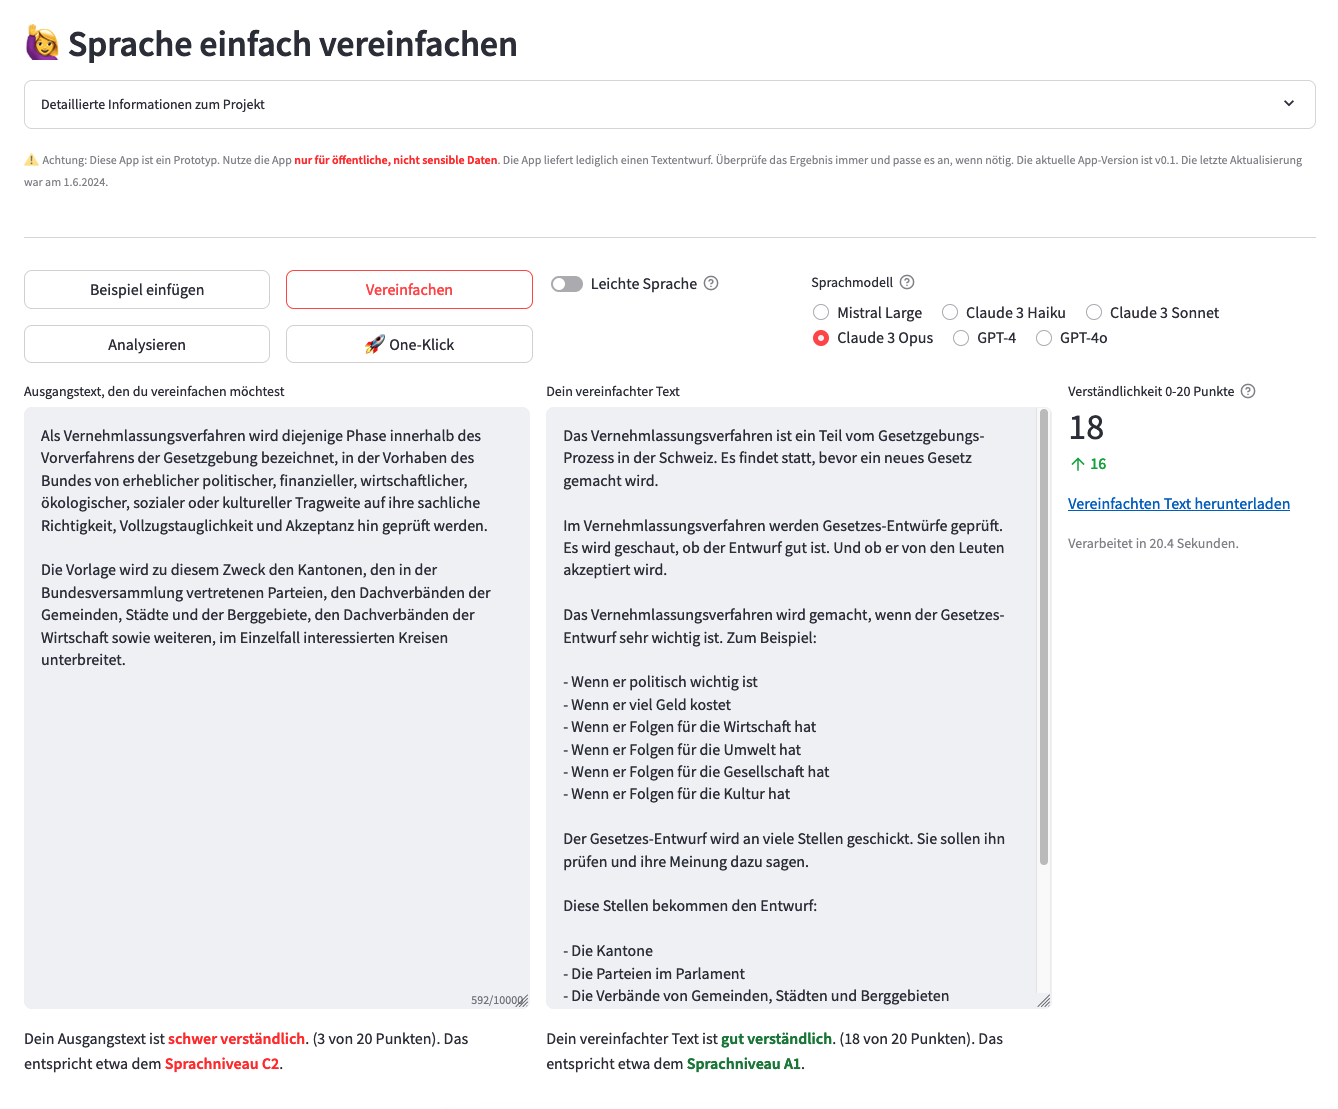 🙋‍♀️ Sprache einfach vereinfachen
Detaillierte Informationen zum Projekt
⚠️ Achtung: Diese App ist ein Prototyp. Nutze die App nur für öffentliche, nicht sensible Daten. Die App liefert lediglich einen Textentwurf. Überprüfe das Ergebnis immer und passe es an, wenn nötig. Die aktuelle App-Version ist v0.1. Die letzte Aktualisierung
war am 1.6.2024.
Beispiel einfügen
Vereinfachen
Leichte Sprache
Analysieren
🚀 One-Klick
Sprachmodell
Mistral Large Claude 3 Haiku Claude 3 Sonnet
Claude 3 Opus GPT-4 GPT-4o
Ausgangstext, den du vereinfachen möchtest
Als Vernehmlassungsverfahren wird diejenige Phase innerhalb des
Vorverfahrens der Gesetzgebung bezeichnet, in der Vorhaben des
Bundes von erheblicher politischer, finanzieller, wirtschaftlicher,
ökologischer, sozialer oder kultureller Tragweite auf ihre sachliche
Richtigkeit, Vollzugstauglichkeit und Akzeptanz hin geprüft werden.
Die Vorlage wird zu diesem Zweck den Kantonen, den in der
Bundesversammlung vertretenen Parteien, den Dachverbänden der
Gemeinden, Städte und der Berggebiete, den Dachverbänden der
Wirtschaft sowie weiteren, im Einzelfall interessierten Kreisen
unterbreitet.
592/10000
Dein Ausgangstext ist schwer verständlich. (3 von 20 Punkten). Das
entspricht etwa dem Sprachniveau C2.
Dein vereinfachter Text
Das Vernehmlassungsverfahren ist ein Teil vom Gesetzgebungs-
Prozess in der Schweiz. Es findet statt, bevor ein neues Gesetz
gemacht wird.
Im Vernehmlassungsverfahren werden Gesetzes-Entwürfe geprüft.
Es wird geschaut, ob der Entwurf gut ist. Und ob er von den Leuten
akzeptiert wird.
Das Vernehmlassungsverfahren wird gemacht, wenn der Gesetzes-
Entwurf sehr wichtig ist. Zum Beispiel:
- Wenn er politisch wichtig ist
- Wenn er viel Geld kostet
- Wenn er Folgen für die Wirtschaft hat
- Wenn er Folgen für die Umwelt hat
- Wenn er Folgen für die Gesellschaft hat
- Wenn er Folgen für die Kultur hat
Der Gesetzes-Entwurf wird an viele Stellen geschickt. Sie sollen ihn
prüfen und ihre Meinung dazu sagen.
Diese Stellen bekommen den Entwurf:
- Die Kantone
- Die Parteien im Parlament
- Die Verbände von Gemeinden, Städten und Berggebieten
Dein vereinfachter Text ist gut verständlich. (18 von 20 Punkten). Das
entspricht etwa dem Sprachniveau A1.
Verständlichkeit 0-20 Punkte
18
↑ 16
Vereinfachten Text herunterladen
Verarbeitet in 20.4 Sekunden.